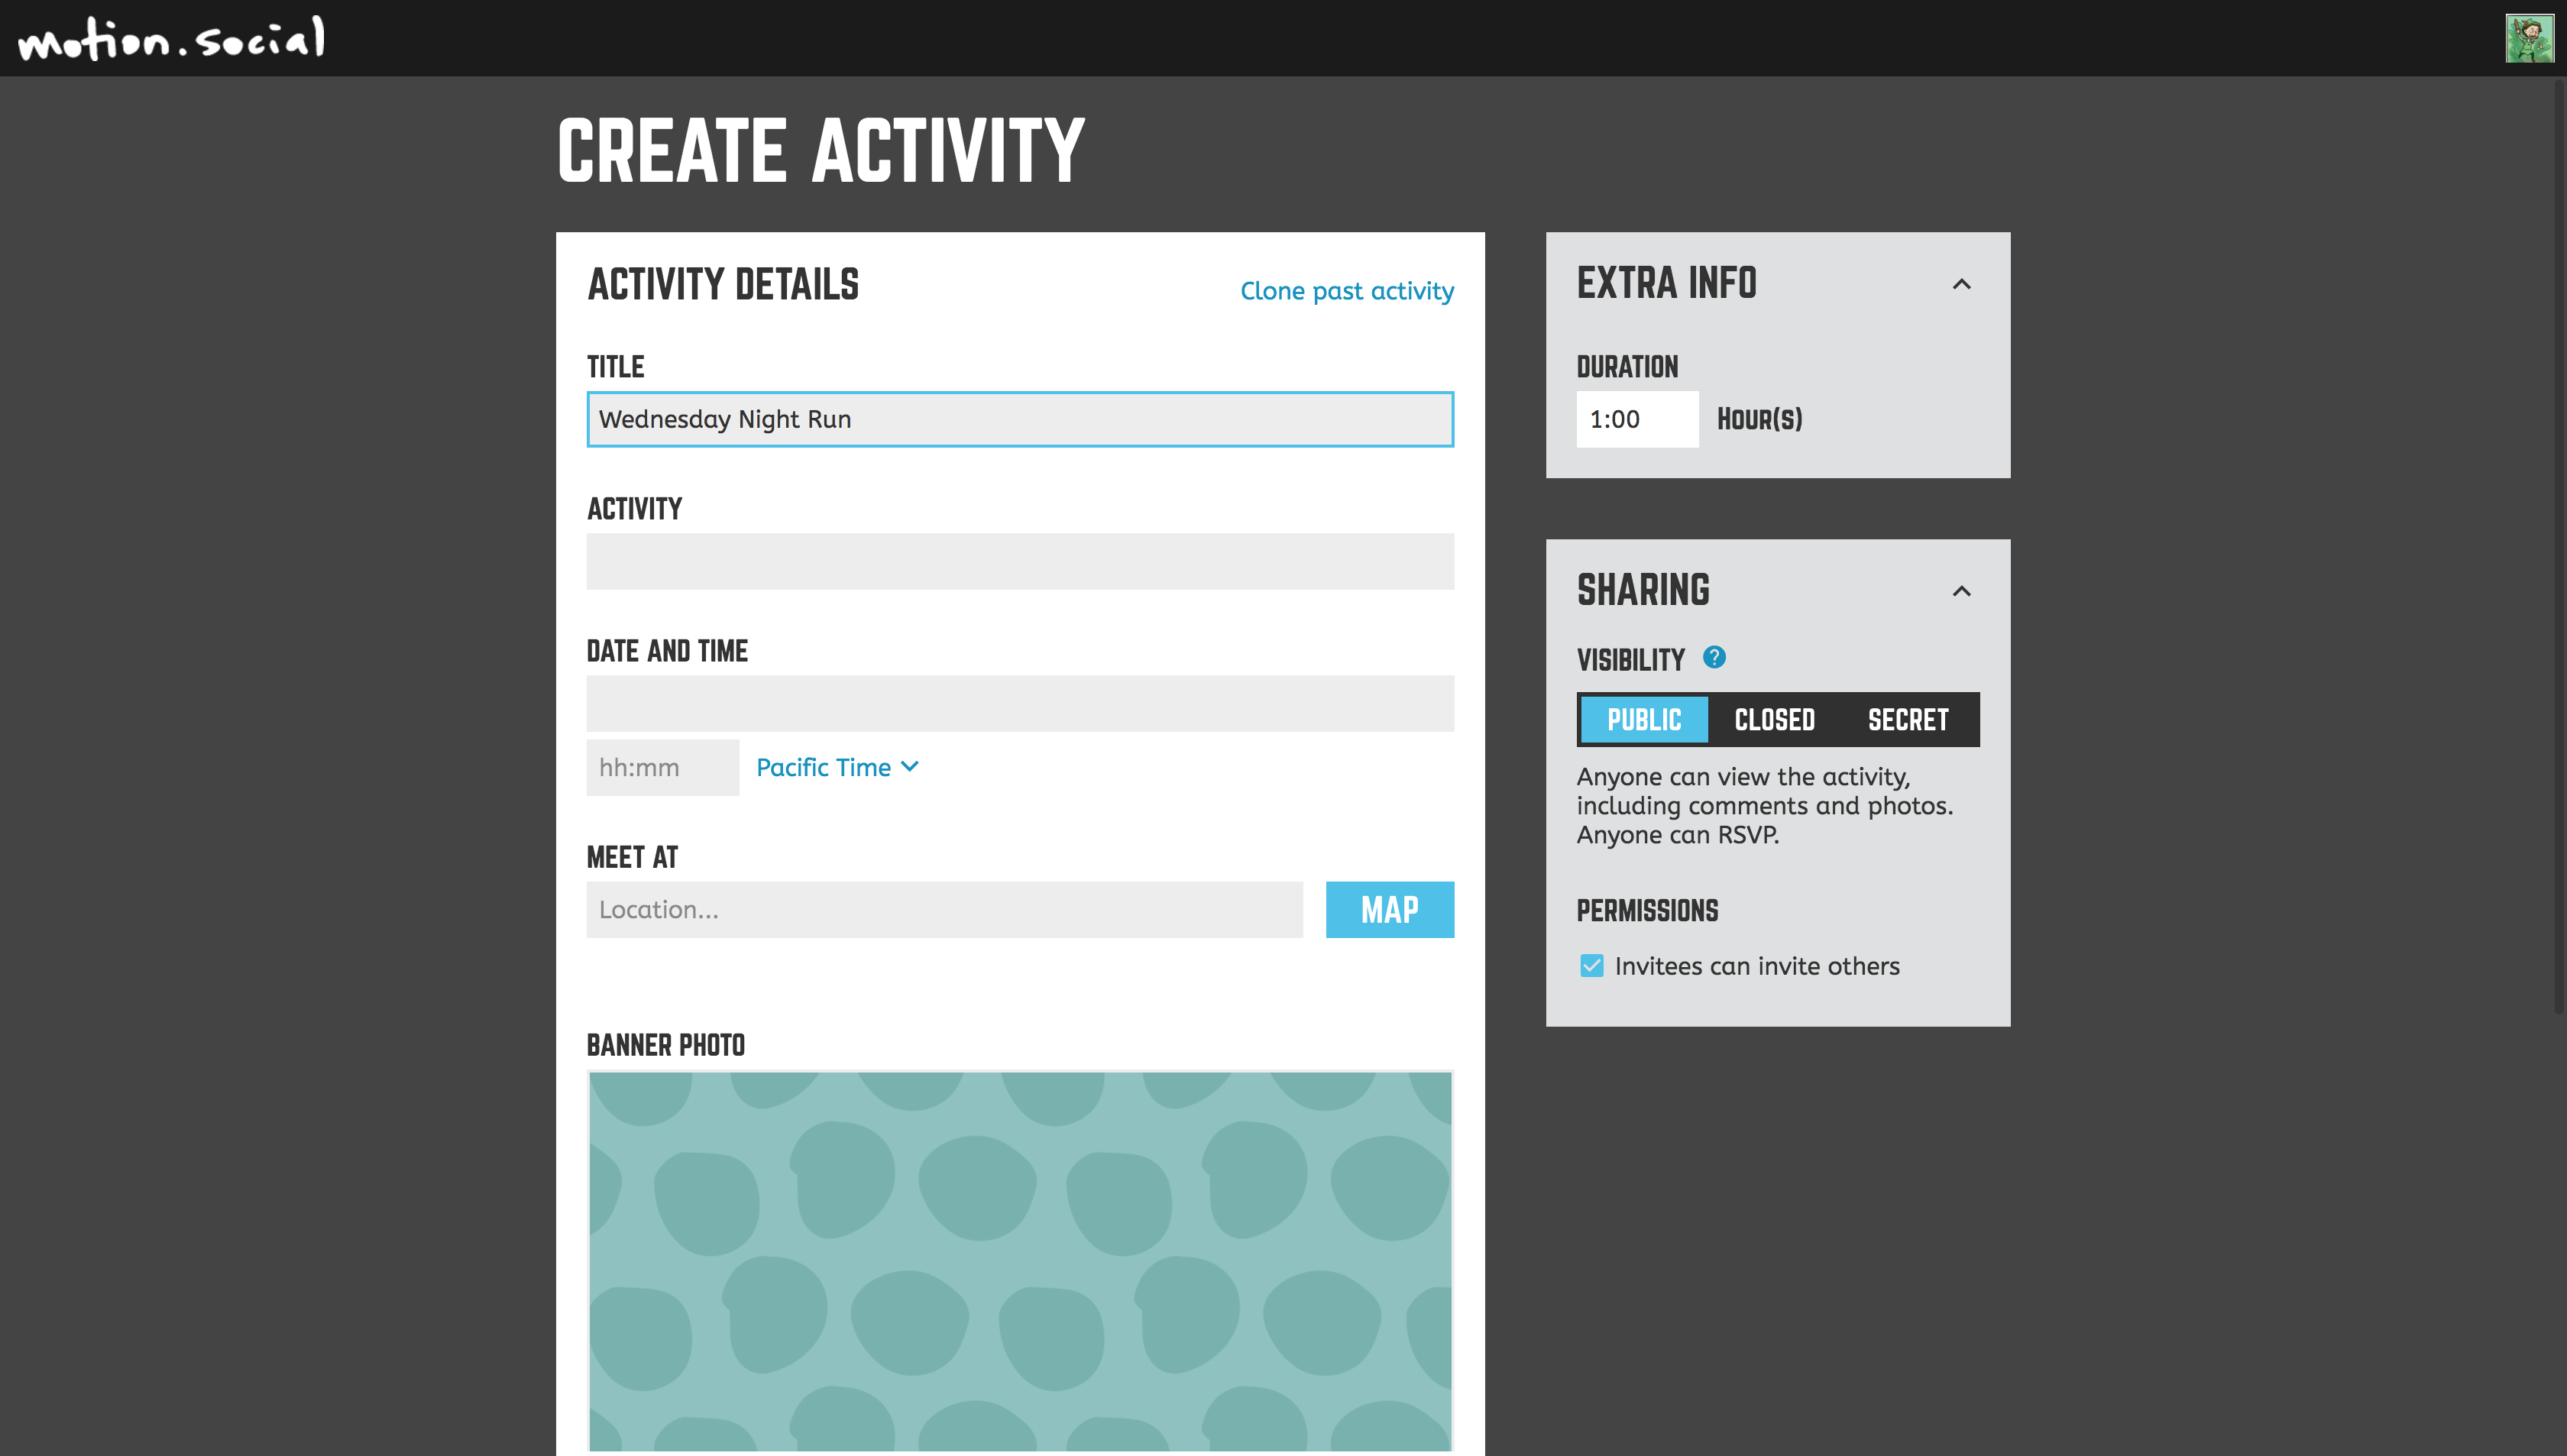 motion.social
CREATE ACTIVITY
ACTIVITY DETAILS
Clone past activity
TITLE
Wednesday Night Run
ACTIVITY
DATE AND TIME
hh:mm
Pacific Time
MEET AT
Location...
MAP
BANNER PHOTO
EXTRA INFO
DURATION
1:00
HOUR(S)
SHARING
VISIBILITY ?
PUBLIC
CLOSED
SECRET
Anyone can view the activity,
including comments and photos.
Anyone can RSVP.
PERMISSIONS
Invitees can invite others